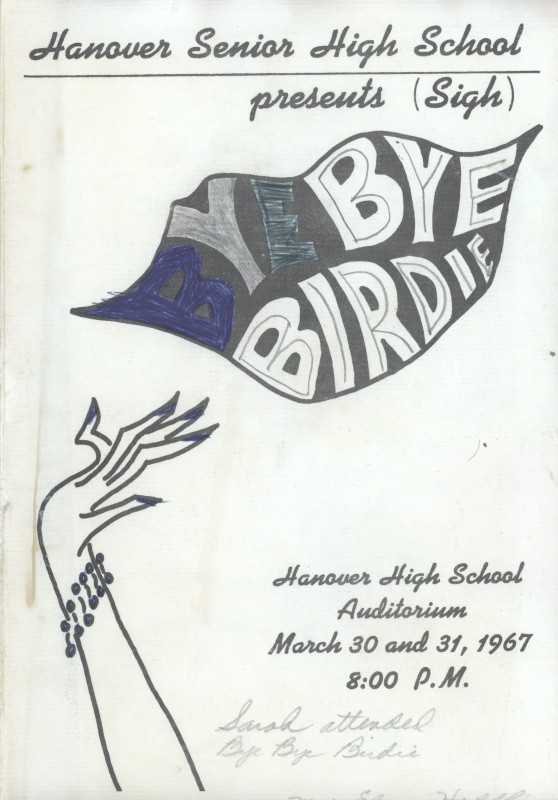 Hanover Senior High School
presents (Sigh)
BYE BYE
BIRDIE
Hanover High School
Auditorium
March 30 and 31, 1967
8:00 P.M.
Sarah attended
Bye Bye Birdie